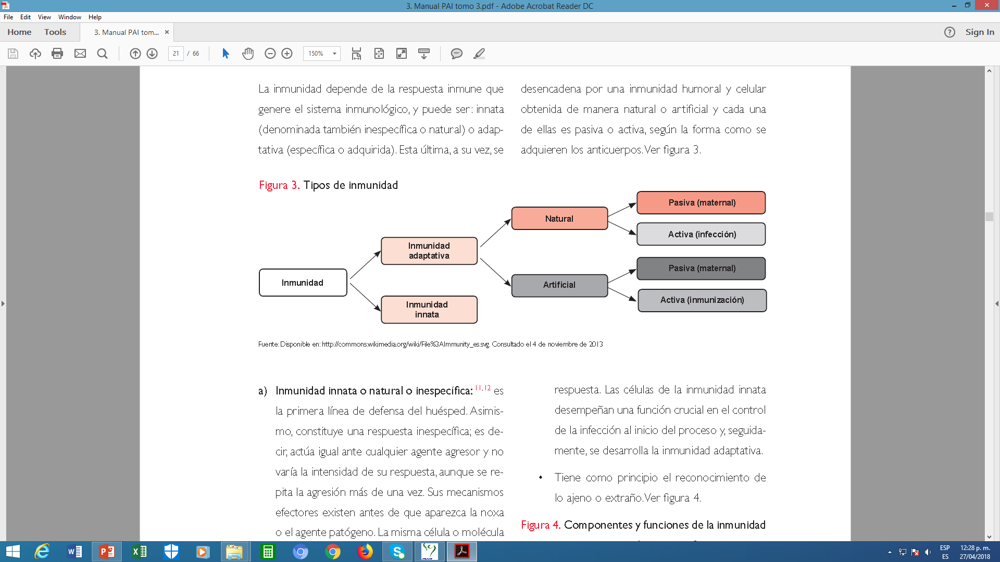 3. Manual PAI tomo 3.pdf - Adobe Acrobat Reader DC
File Edit View Window Help
Home Tools 3. Manual PAI tom... × ? Sign In
21 / 66 150%
La inmunidad depende de la respuesta inmune que
genere el sistema inmunológico, y puede ser: innata
(denominada también inespecífica o natural) o adap-
tativa (específica o adquirida). Esta última, a su vez, se
desencadena por una inmunidad humoral y celular
obtenida de manera natural o artificial y cada una
de ellas es pasiva o activa, según la forma como se
adquieren los anticuerpos. Ver figura 3.
Figura 3. Tipos de inmunidad
Inmunidad
Inmunidad
adaptativa
Inmunidad
innata
Natural
Artificial
Pasiva (maternal)
Activa (infección)
Pasiva (maternal)
Activa (inmunización)
Fuente: Disponible en: http://commons.wikimedia.org/wiki/File%3AImmunity_es.svg. Consultado el 4 de noviembre de 2013
a) Inmunidad innata o natural o inespecífica: 11, 12 es
la primera línea de defensa del huésped. Asimis-
mo, constituye una respuesta inespecífica; es de-
cir, actúa igual ante cualquier agente agresor y no
varía la intensidad de su respuesta, aunque se re-
pita la agresión más de una vez. Sus mecanismos
efectores existen antes de que aparezca la noxa
o el agente patógeno. La misma célula o molécula
respuesta. Las células de la inmunidad innata
desempeñan una función crucial en el control
de la infección al inicio del proceso y, seguida-
mente, se desarrolla la inmunidad adaptativa.
• Tiene como principio el reconocimiento de
lo ajeno o extraño. Ver figura 4.
Figura 4. Componentes y funciones de la inmunidad
ESP
ES
12:28 p. m.
27/04/2018